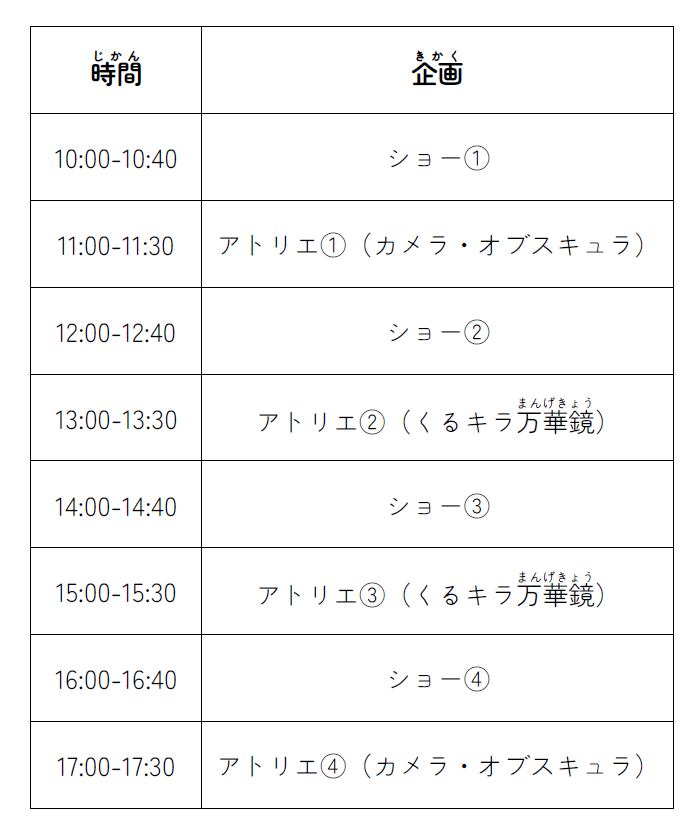 じかん きかく
時間 企画
10:00-10:40 ショー①
11:00-11:30 アトリエ①（カメラ・オブスキュラ）
12:00-12:40 ショー②
まんげきょう
13:00-13:30 アトリエ②（くるキラ万華鏡）
14:00-14:40 ショー③
まんげきょう
15:00-15:30 アトリエ③（くるキラ万華鏡）
16:00-16:40 ショー④
17:00-17:30 アトリエ④（カメラ・オブスキュラ）